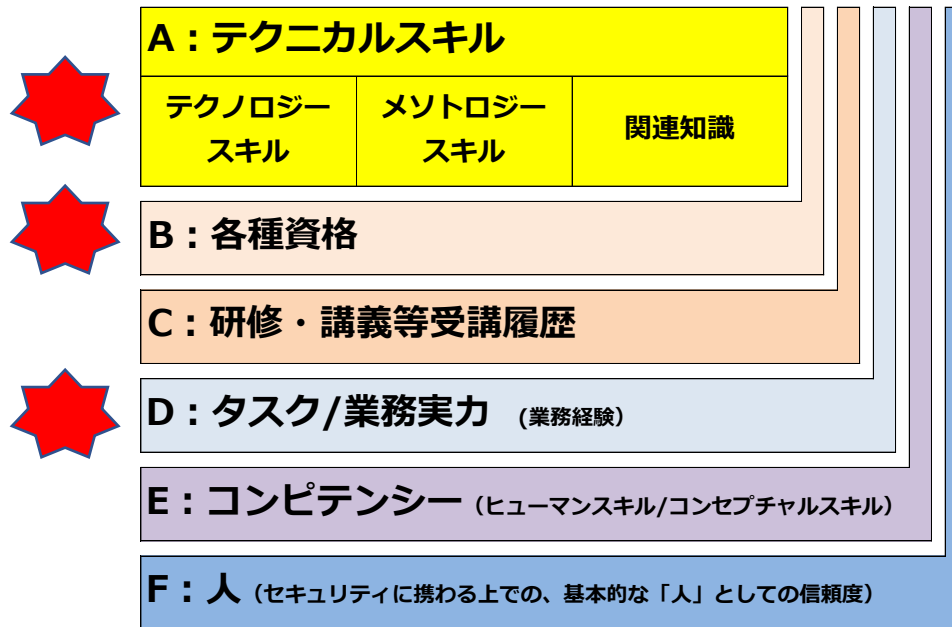 A:テクニカルスキル
テクノロジー
スキル
メソトロジー
スキル
関連知識
B:各種資格
C:研修・講義等受講履歴
D:タスク/業務実力 (業務経験)
E:コンピテンシー(ヒューマンスキル/コンセプチャルスキル)
F:人(セキュリティに携わる上での、基本的な「人」としての信頼度)